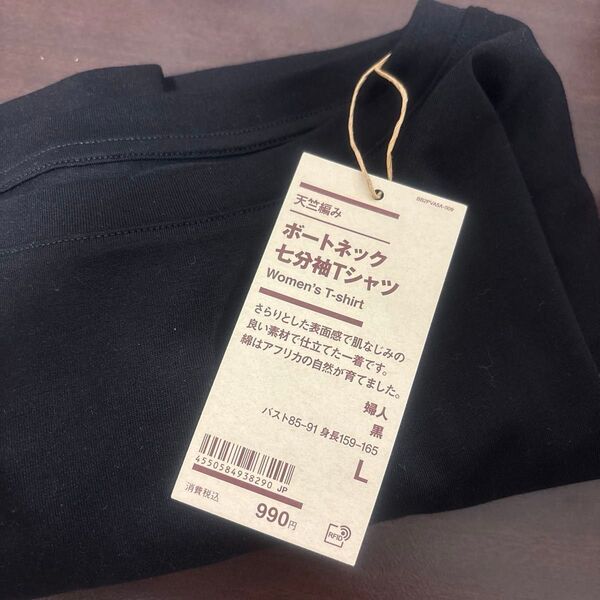 BB2PVA5A-909
天竺編み
ボートネック
七分袖Tシャツ
Women's T-shirt
さらりとした表面感で肌なじみの
良い素材で仕立てた一着です。
綿はアフリカの自然が育てました。
婦人
黒
バスト85-91 身長159-165
L
4550584938290 JP
消費税込
990円
RFID